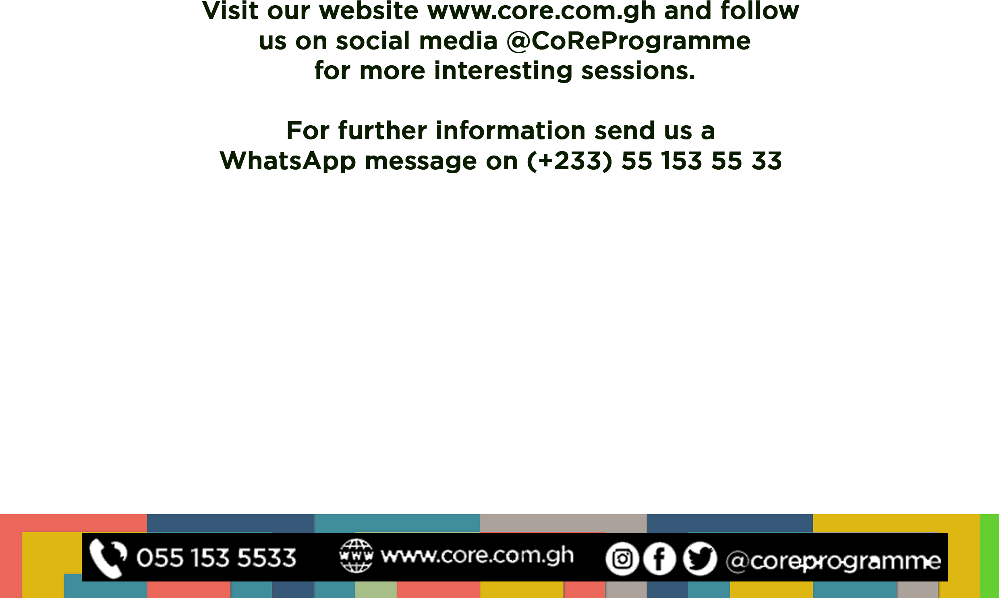 Visit our website www.core.com.gh and follow
us on social media @CoReProgramme
for more interesting sessions.
For further information send us a
WhatsApp message on (+233) 55 153 55 33
055 153 5533 www www.core.com.gh @coreprogramme